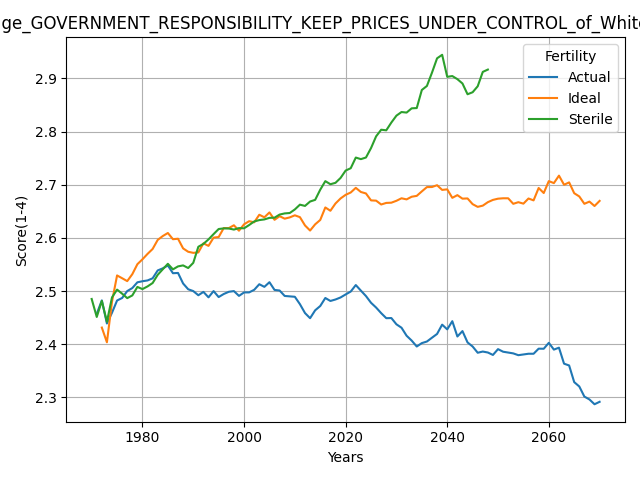 ge_GOVERNMENT_RESPONSIBILITY_KEEP_PRICES_UNDER_CONTROL_of_White
Fertility
Actual
Ideal
Sterile
Score(1-4)
2.9
2.8
2.7
2.6
2.5
2.4
2.3
1980 2000 2020 2040 2060
Years